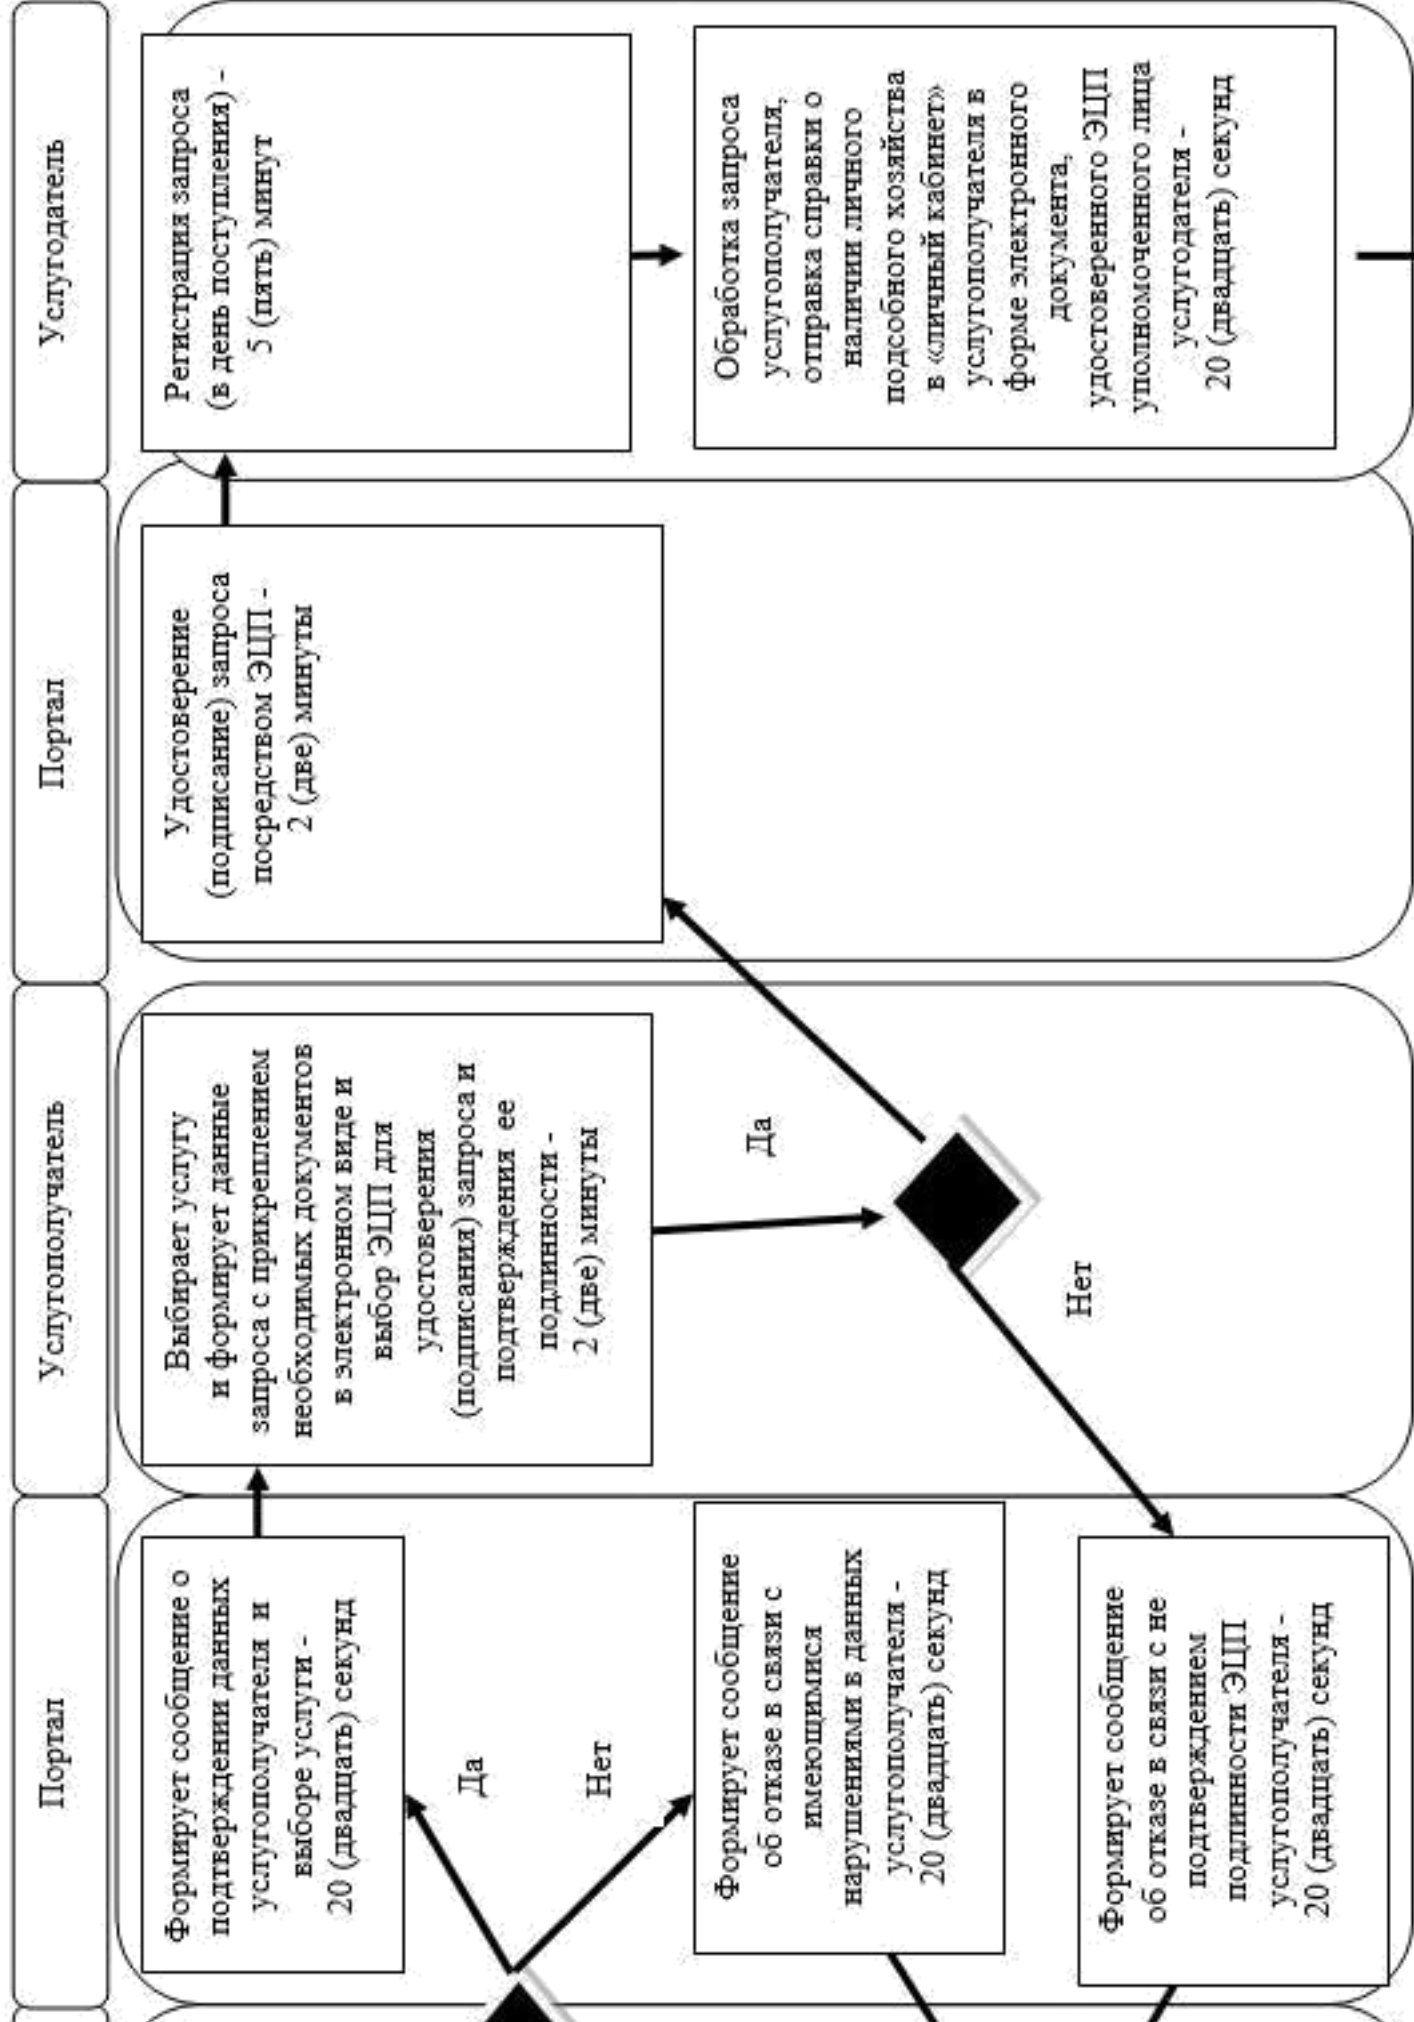 Портал
Услугополучатель
Портал
Услугодатель
Формирует сообщение о
подтверждении данных
услугополучателя и
выборе услуги -
20 (двадцать) секунд
Да
Нет
Формирует сообщение
об отказе в связи с
имеющимися
нарушениями в данных
услугополучателя -
20 (двадцать) секунд
Формирует сообщение
об отказе в связи с не
подтверждением
подлинности ЭЦП
услугополучателя -
20 (двадцать) секунд
Выбирает услугу
и формирует данные
запроса с прикреплением
необходимых документов
в электронном виде и
выбор ЭЦП для
удостоверения
(подписания) запроса и
подтверждения ее
подлинности -
2 (две) минуты
Да
Нет
Удостоверение
(подписание) запроса
посредством ЭЦП -
2 (две) минуты
Регистрация запроса
(в день поступления) -
5 (пять) минут
Обработка запроса
услугополучателя,
отправка справки о
наличии личного
подсобного хозяйства
в «личный кабинет»
услугополучателя в
форме электронного
документа,
удостоверенного ЭЦП
уполномоченного лица
услугодателя -
20 (двадцать) секунд